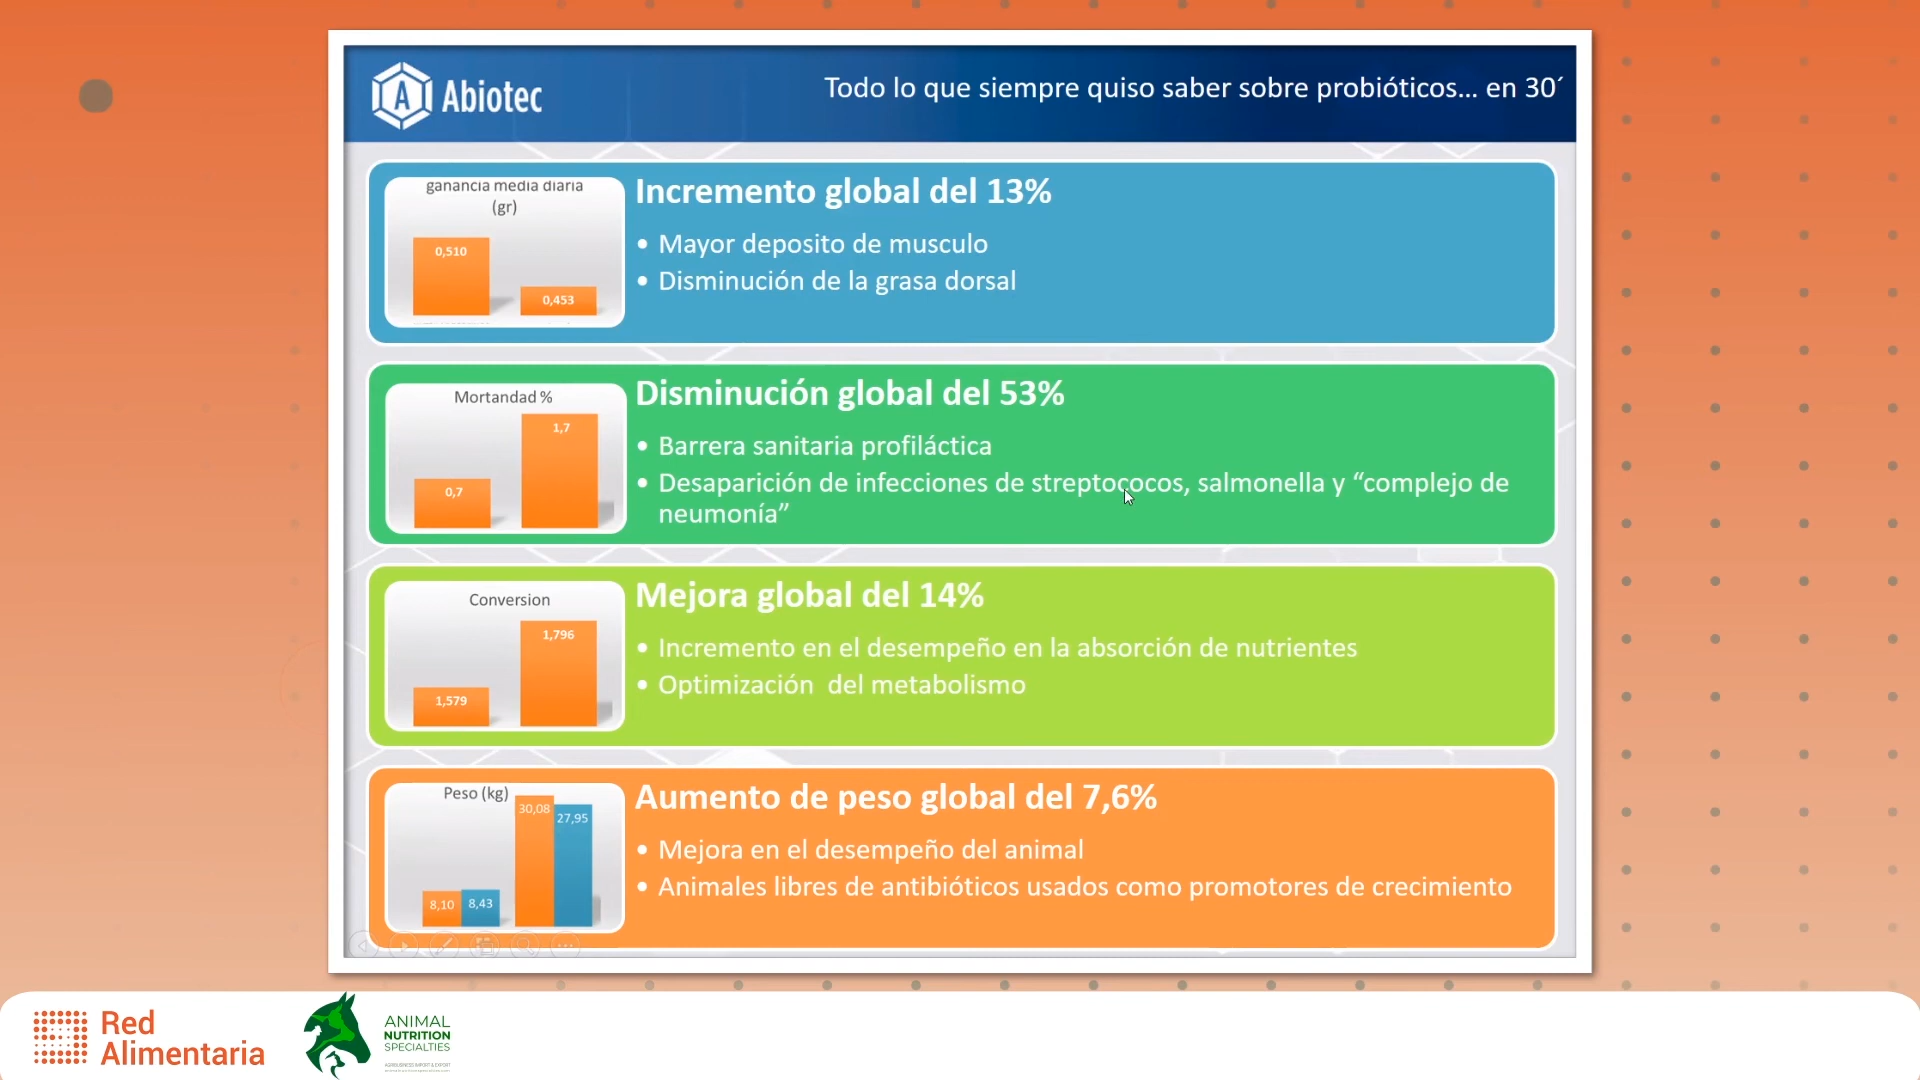 Abiotec
Todo lo que siempre quiso saber sobre probióticos... en 30´
ganancia media diaria
(gr)
0,510
0,453
Incremento global del 13%
• Mayor deposito de musculo
• Disminución de la grasa dorsal
Mortandad %
0,7
1,7
Disminución global del 53%
• Barrera sanitaria profiláctica
• Desaparición de infecciones de streptococos, salmonella y “complejo de
neumonía”
Conversion
1,579
1,796
Mejora global del 14%
• Incremento en el desempeño en la absorción de nutrientes
• Optimización  del metabolismo
Peso (kg)
8,10
8,43
30,08
27,95
Aumento de peso global del 7,6%
• Mejora en el desempeño del animal
• Animales libres de antibióticos usados como promotores de crecimiento
Red
Alimentaria
ANIMAL
NUTRITION
SPECIALTIES